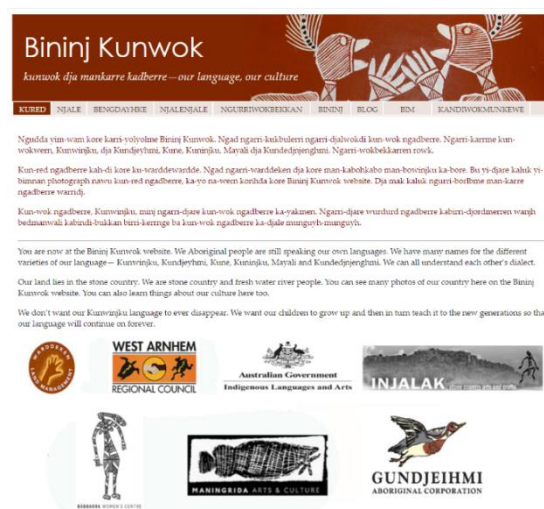 Bininj Kunwok
kunwok dja mankarre kadberre—our language, our culture
KURED NJALE BENGDAYHKE NJALENJALE NGURRIWOKBEKKAN BININJ BLOG BIM KANDIWOKMUNKEWE
Ngudda yim-wam kore karri-yolyolme Bininj Kunwok. Ngad ngarri-kukbulerri ngarri-djalwokdi kun-wok ngadberre. Ngarri-karrme kun-
wokwern, Kunwinjku, dja Kundjeyhmi, Kune, Kuninjku, Mayali dja Kundedjnjenghmi. Ngarri-wokbekkarren rowk.
Kun-red ngadberre kah-di kore ku-warddewardde. Ngad ngarri-warddeken dja kore man-kabohkabo man-bowinjku ka-bore. Bu yi-djare kaluk yi-
bimnan photograph nawu kun-red ngadberre, ka-yo na-wern konhda kore Bininj Kunwok website. Dja mak kaluk ngurri-borlbme man-karre
ngadberre warridj.
Kun-wok ngadberre, Kunwinjku, minj ngarri-djare kun-wok ngadberre ka-yakmen. Ngarri-djare wurdurd ngadberre kabirri-djordmerren wanjh
bedmanwali kabindi-bukkan birri-kerrnge ba kun-wok ngadberre ka-djale munguyh-munguyh.
You are now at the Bininj Kunwok website. We Aboriginal people are still speaking our own languages. We have many names for the different
varieties of our language— Kunwinjku, Kundjeyhmi, Kune, Kuninjku, Mayali and Kundedjnjenghmi. We can all understand each other's dialect.
Our land lies in the stone country. We are stone country and fresh water river people. You can see many photos of our country here on the Bininj
Kunwok website. You can also learn things about our culture here too.
We don't want our Kunwinjku language to ever disappear. We want our children to grow up and then in turn teach it to the new generations so tha
our language will continue on forever.
WARDDEKEN
LAND MANAGEMENT
WEST ARNHEM
REGIONAL COUNCIL
Australian Government
Indigenous Languages and Arts
INJALAK
BABBARRA WOMEN'S CENTRE
MANINGRIDA ARTS & CULTURE
GUNDJEIHMI
ABORIGINAL CORPORATION